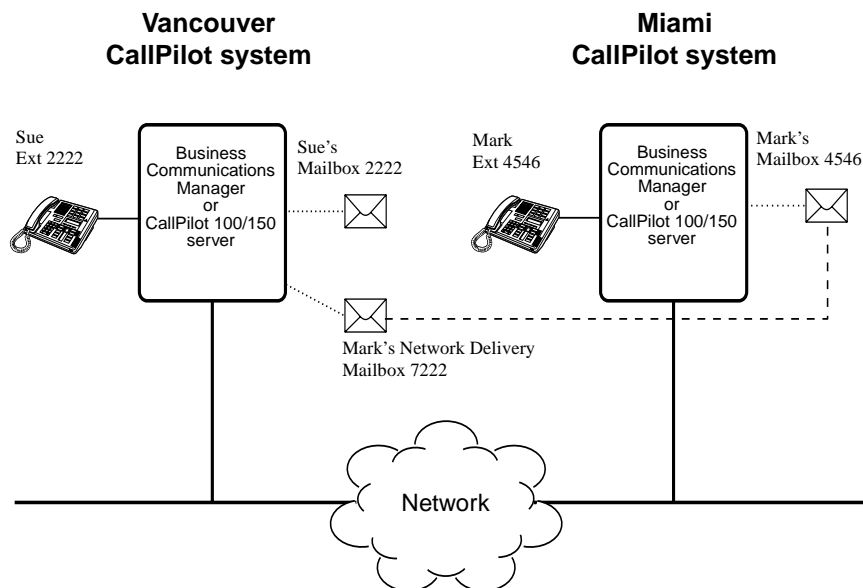 Vancouver
CallPilot system
Miami
CallPilot system
Sue
Ext 2222
Business
Communications
Manager
or
CallPilot 100/150
server
Sue's
Mailbox 2222
Mark
Ext 4546
Business
Communications
Manager
or
CallPilot 100/150
server
Mark's
Mailbox 4546
Mark's Network Delivery
Mailbox 7222
Network